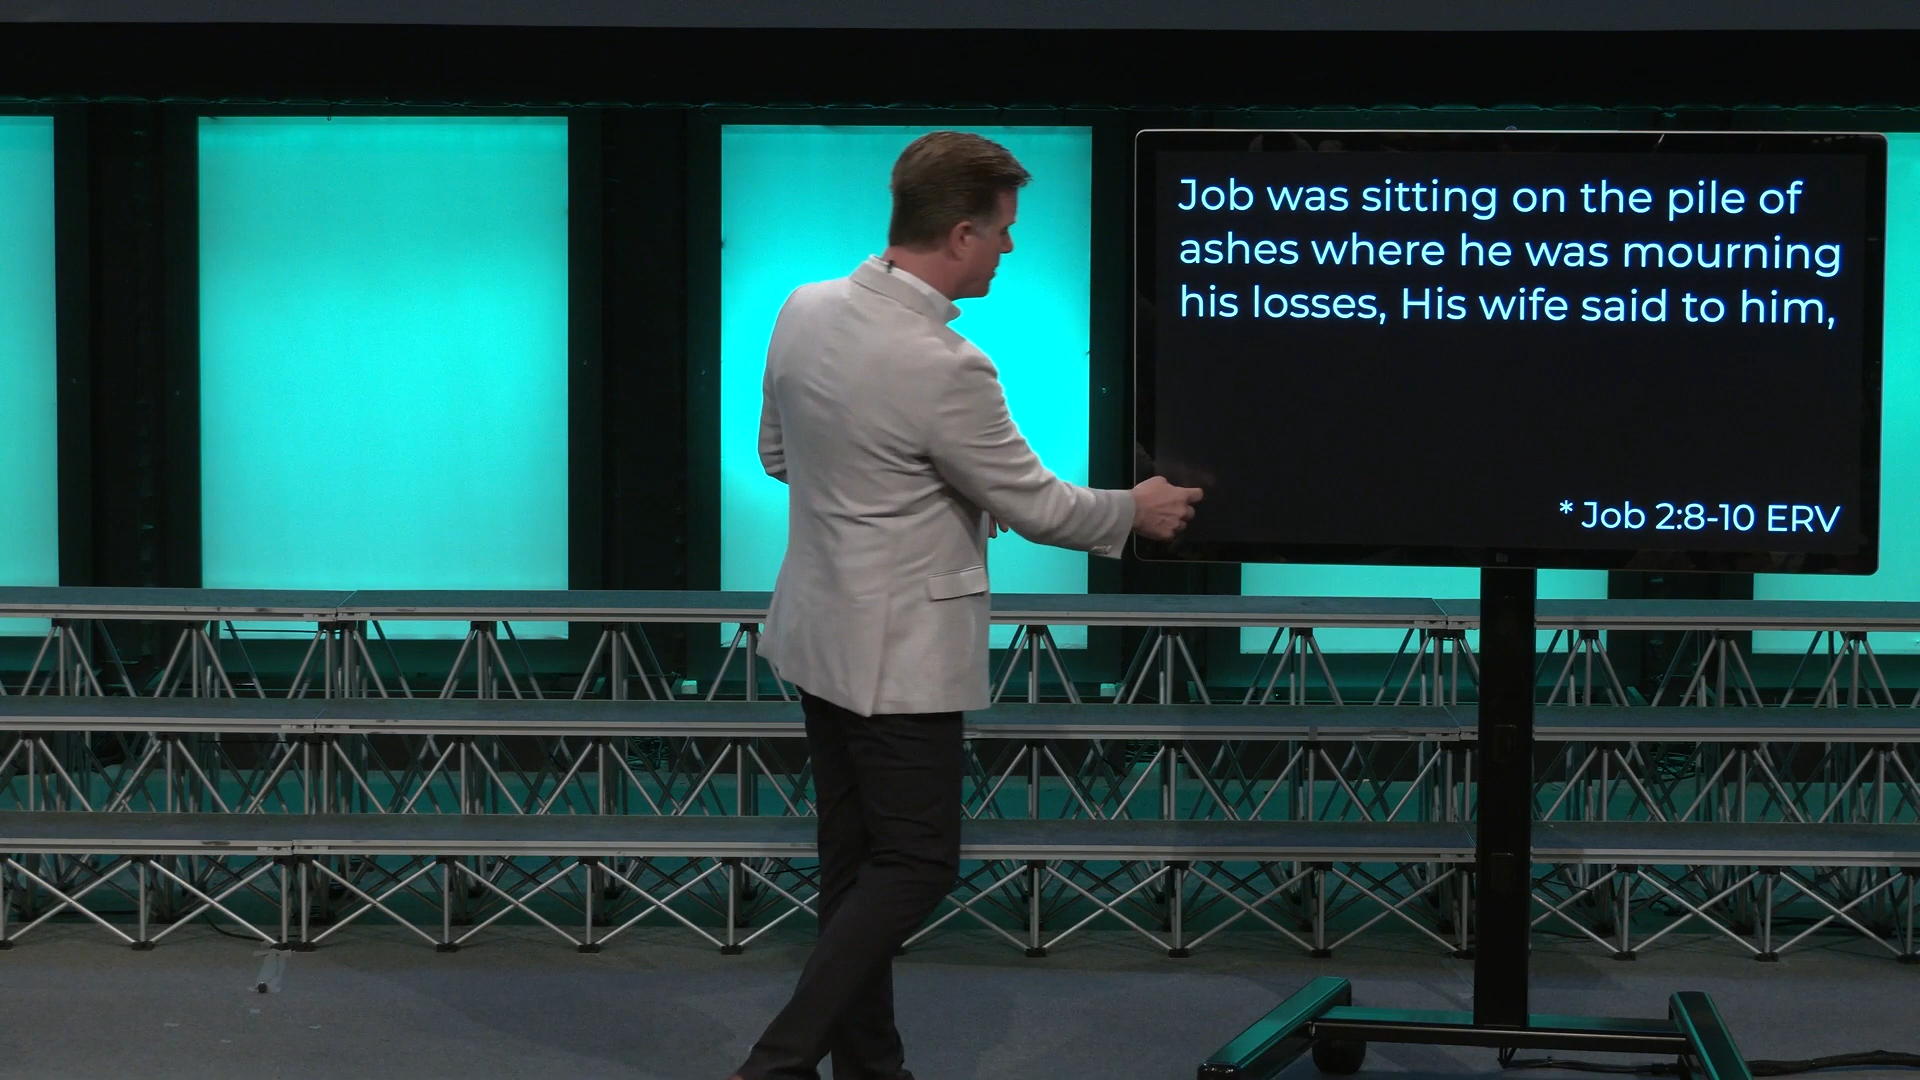 Job was sitting on the pile of
ashes where he was mourning
his losses, His wife said to him,
* Job 2:8-10 ERV